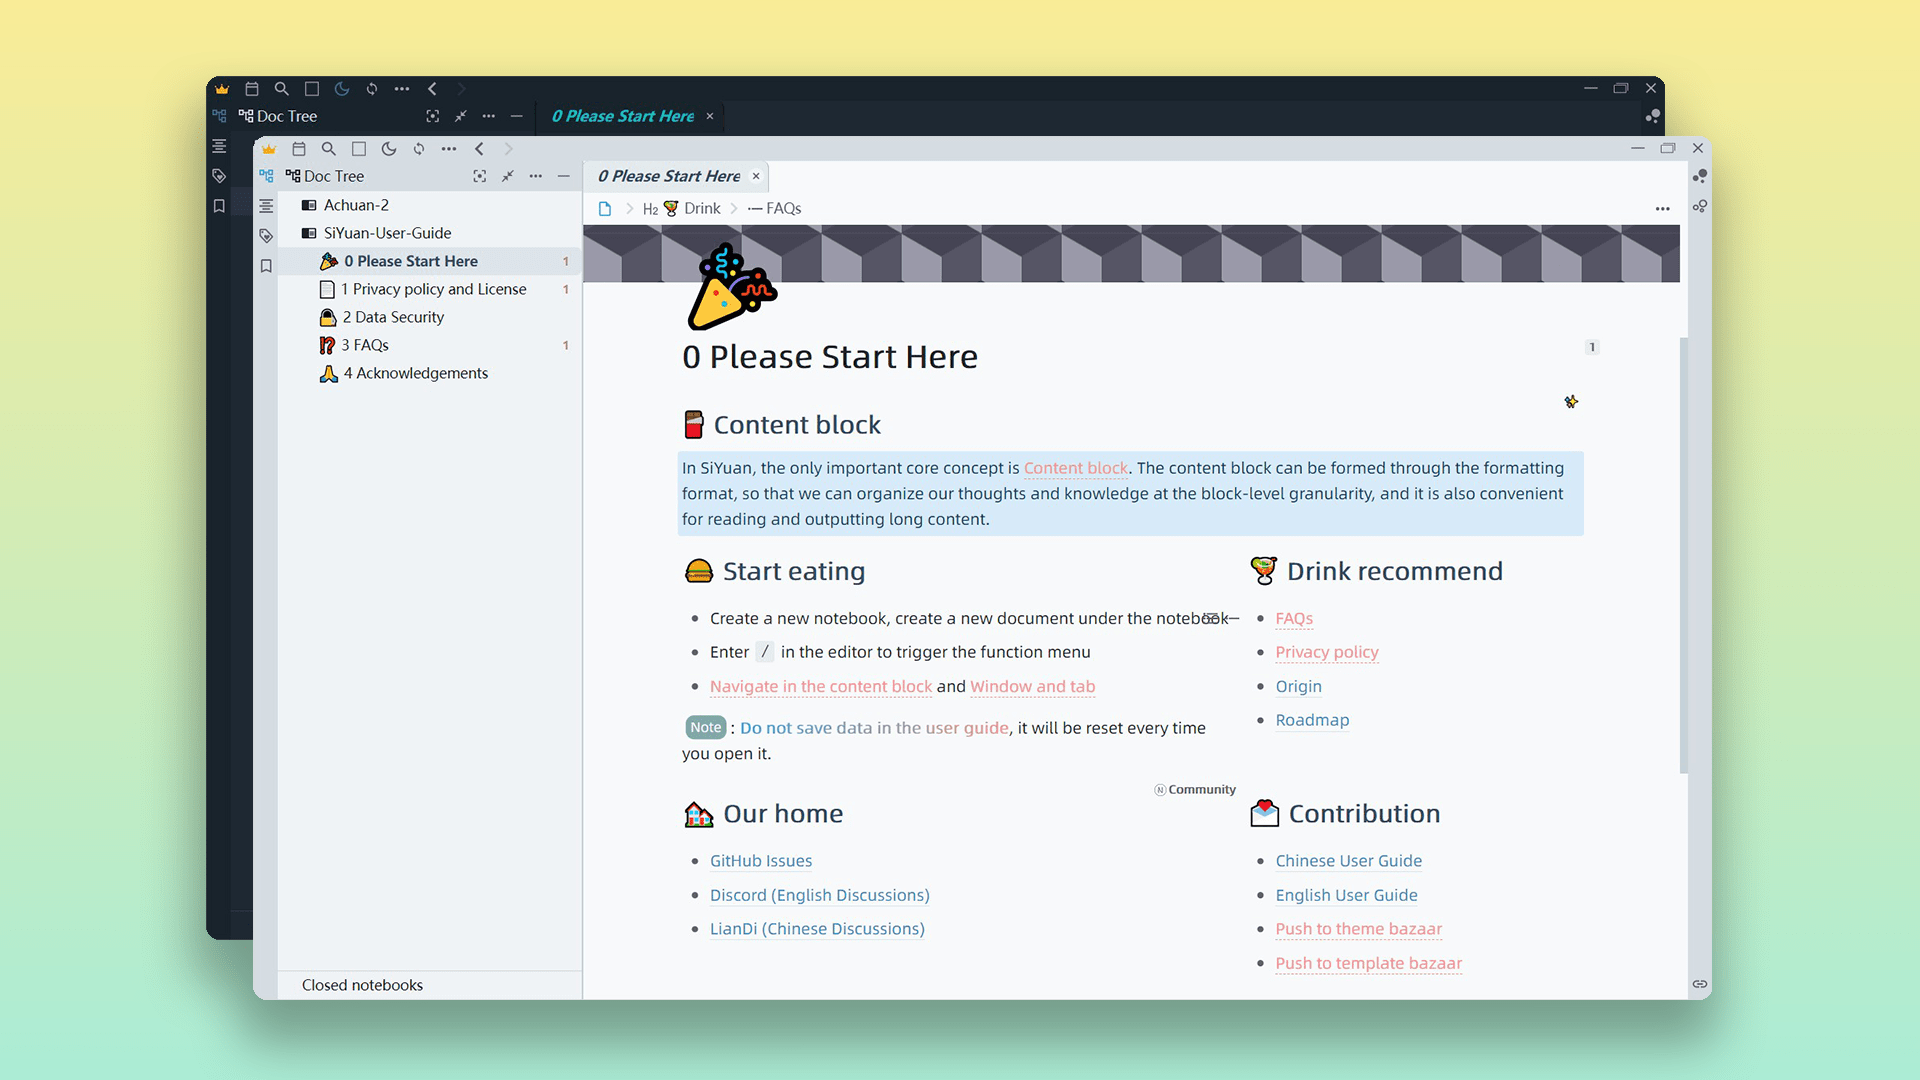 Doc Tree
0 Please Start Here
Doc Tree
0 Please Start Here
H2 Drink
FAQs
Achuan-2
SiYuan-User-Guide
0 Please Start Here 1
1 Privacy policy and License 1
2 Data Security
3 FAQs 1
4 Acknowledgements
Closed notebooks
0 Please Start Here
1
Content block
In SiYuan, the only important core concept is Content block. The content block can be formed through the formatting
format, so that we can organize our thoughts and knowledge at the block-level granularity, and it is also convenient
for reading and outputting long content.
Start eating
Create a new notebook, create a new document under the notebook
Enter / in the editor to trigger the function menu
Navigate in the content block and Window and tab
Note : Do not save data in the user guide, it will be reset every time
you open it.
Drink recommend
FAQs
Privacy policy
Origin
Roadmap
N Community
Our home
GitHub Issues
Discord (English Discussions)
LianDi (Chinese Discussions)
Contribution
Chinese User Guide
English User Guide
Push to theme bazaar
Push to template bazaar